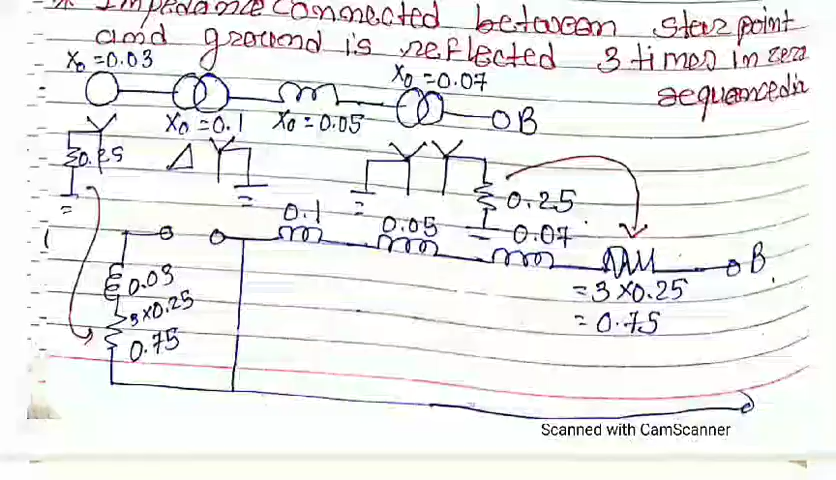 * Impedance connected between star point
and ground is reflected 3 times in zero
sequence
X₀ = 0.03
X₀ = 0.07
X₀ = 0.1 X₀ = 0.05
B
0.25
Δ
0.25
0.1
0.05
0.07
B
0.03
3×0.25
0.75
= 3×0.25
= 0.75
Scanned with CamScanner